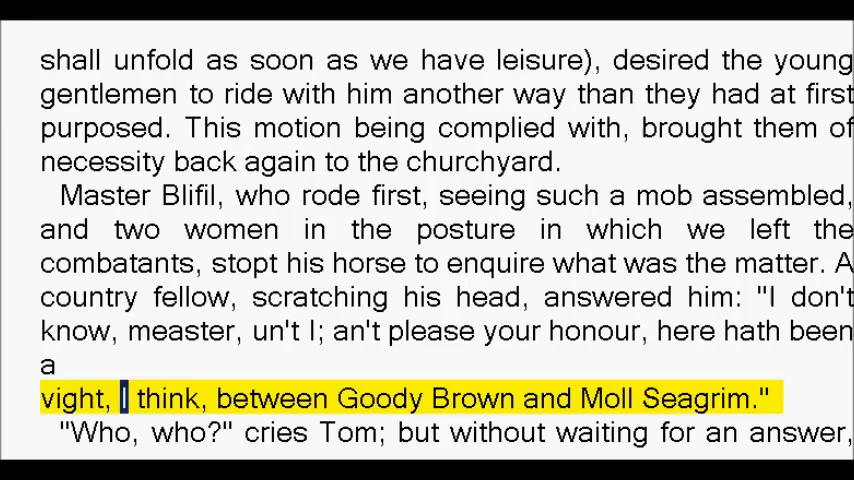 shall unfold as soon as we have leisure), desired the young
gentlemen to ride with him another way than they had at first
purposed. This motion being complied with, brought them of
necessity back again to the churchyard.
Master Blifil, who rode first, seeing such a mob assembled,
and two women in the posture in which we left the
combatants, stopt his horse to enquire what was the matter. A
country fellow, scratching his head, answered him: "I don't
know, measter, un't I; an't please your honour, here hath been
a
vight, I think, between Goody Brown and Moll Seagrim."
"Who, who?" cries Tom; but without waiting for an answer,